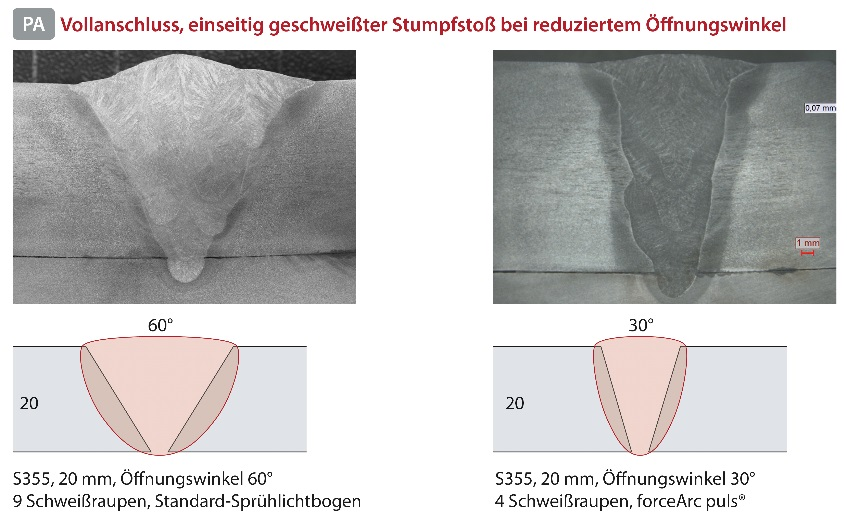 PA Vollanschluss, einseitig geschweißter Stumpfstoß bei reduziertem Öffnungswinkel
0,07 mm
1 mm
60°
30°
20
20
S355, 20 mm, Öffnungswinkel 60°
9 Schweißraupen, Standard-Sprühlichtbogen
S355, 20 mm, Öffnungswinkel 30°
4 Schweißraupen, forceArc puls®